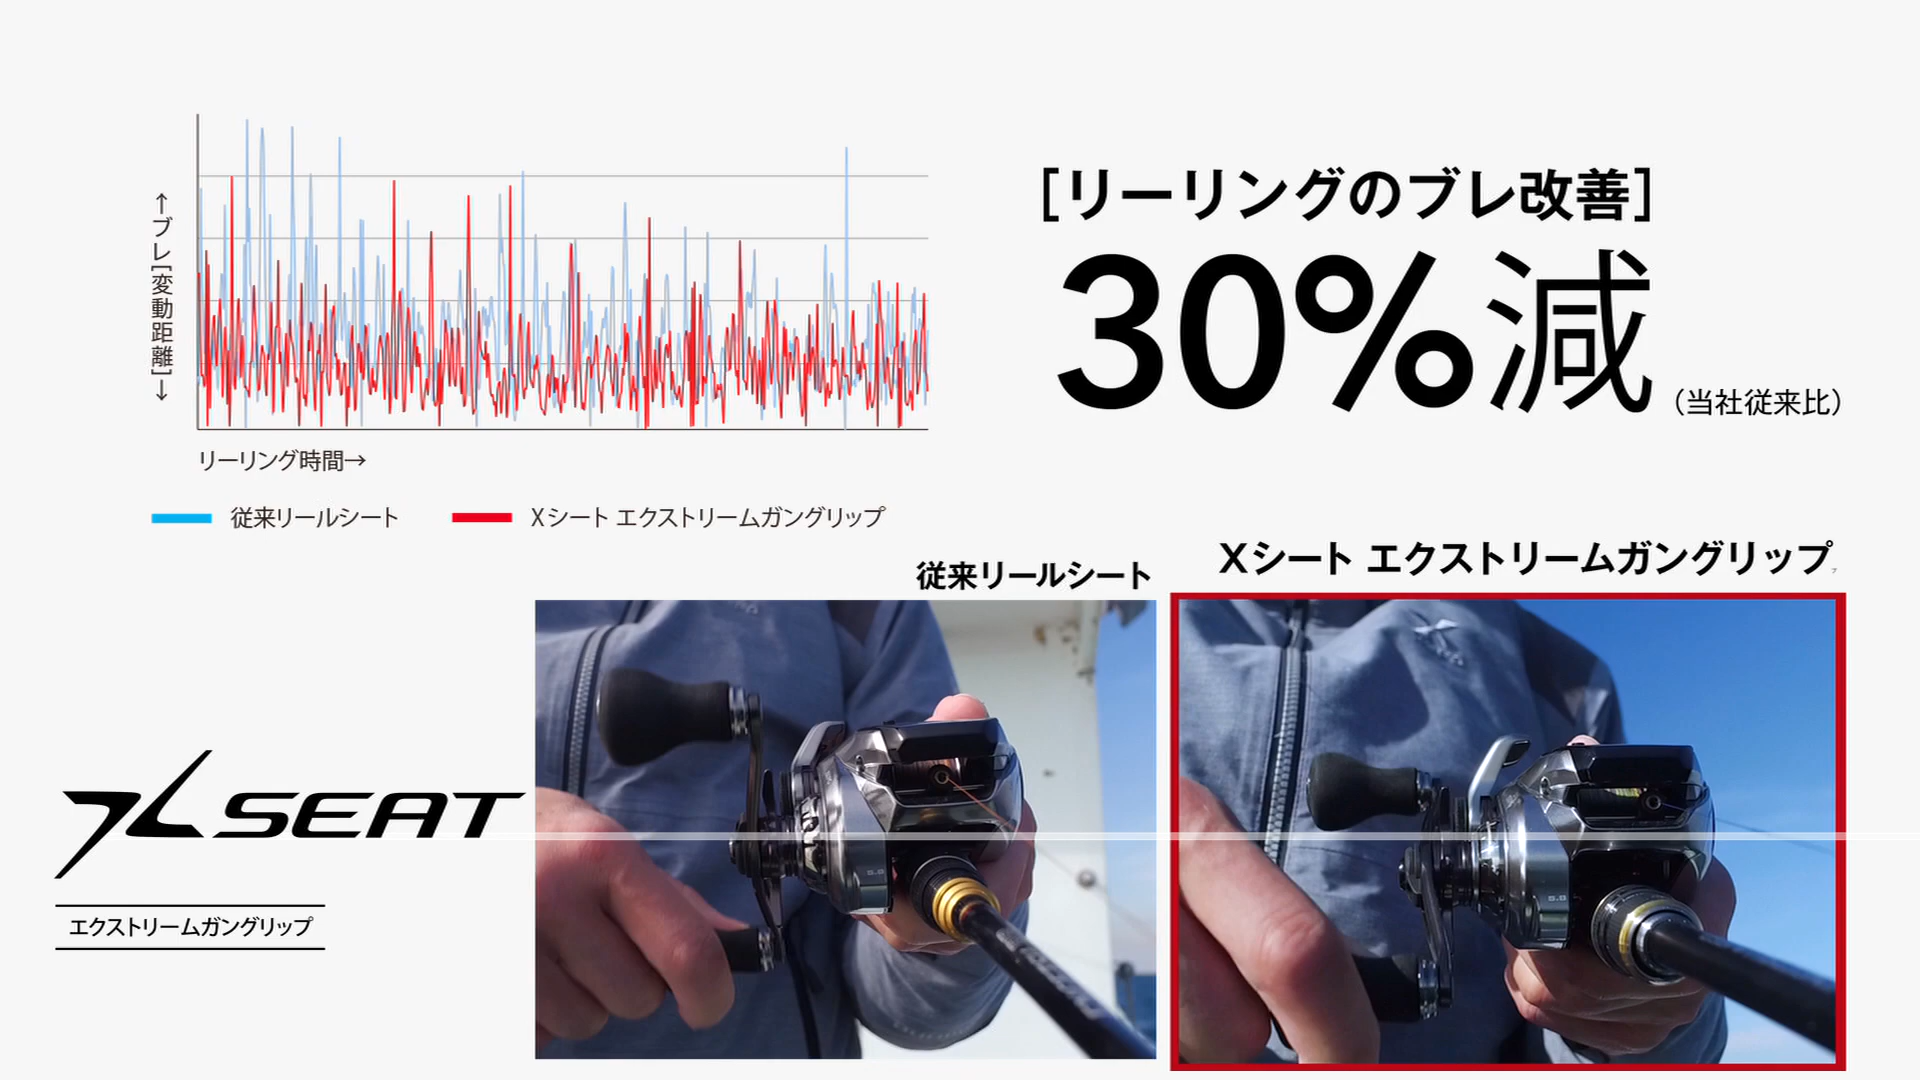 [リーリングのブレ改善]
30%減
（当社従来比）
←ブレ[変動距離]→
リーリング時間→
従来リールシート
Xシート エクストリームガングリップ
従来リールシート
Xシート エクストリームガングリップ
X SEAT
エクストリームガングリップ